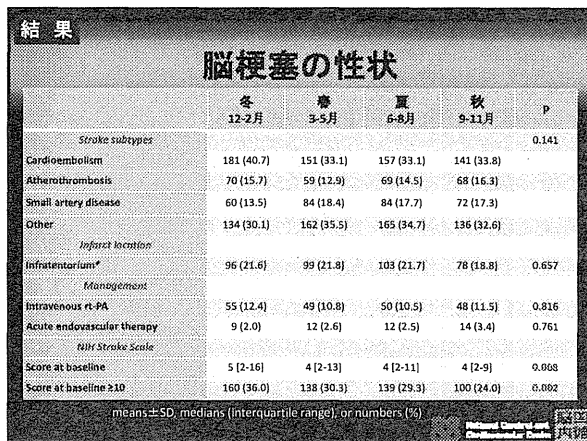 結果
脳梗塞の性状
冬 春 夏 秋 P
12-2月 3-5月 6-8月 9-11月
Stroke subtypes 0.141
Cardioembolism 181 (40.7) 151 (33.1) 157 (33.1) 141 (33.8)
Atherothrombosis 70 (15.7) 59 (12.9) 69 (14.5) 68 (16.3)
Small artery disease 60 (13.5) 84 (18.4) 84 (17.7) 72 (17.3)
Other 134 (30.1) 162 (35.5) 165 (34.7) 136 (32.6)
Infarct location
Infratentorium* 96 (21.6) 99 (21.8) 103 (21.7) 78 (18.8) 0.657
Management
Intravenous rt-PA 55 (12.4) 49 (10.8) 50 (10.5) 48 (11.5) 0.816
Acute endovascular therapy 9 (2.0) 12 (2.6) 12 (2.5) 14 (3.4) 0.761
NIH Stroke Scale
Score at baseline 5 [2-16] 4 [2-13] 4 [2-11] 4 [2-9] 0.008
Score at baseline ≥10 160 (36.0) 138 (30.3) 139 (29.3) 100 (24.0) 0.002
means±SD, medians (interquartile range), or numbers (%)